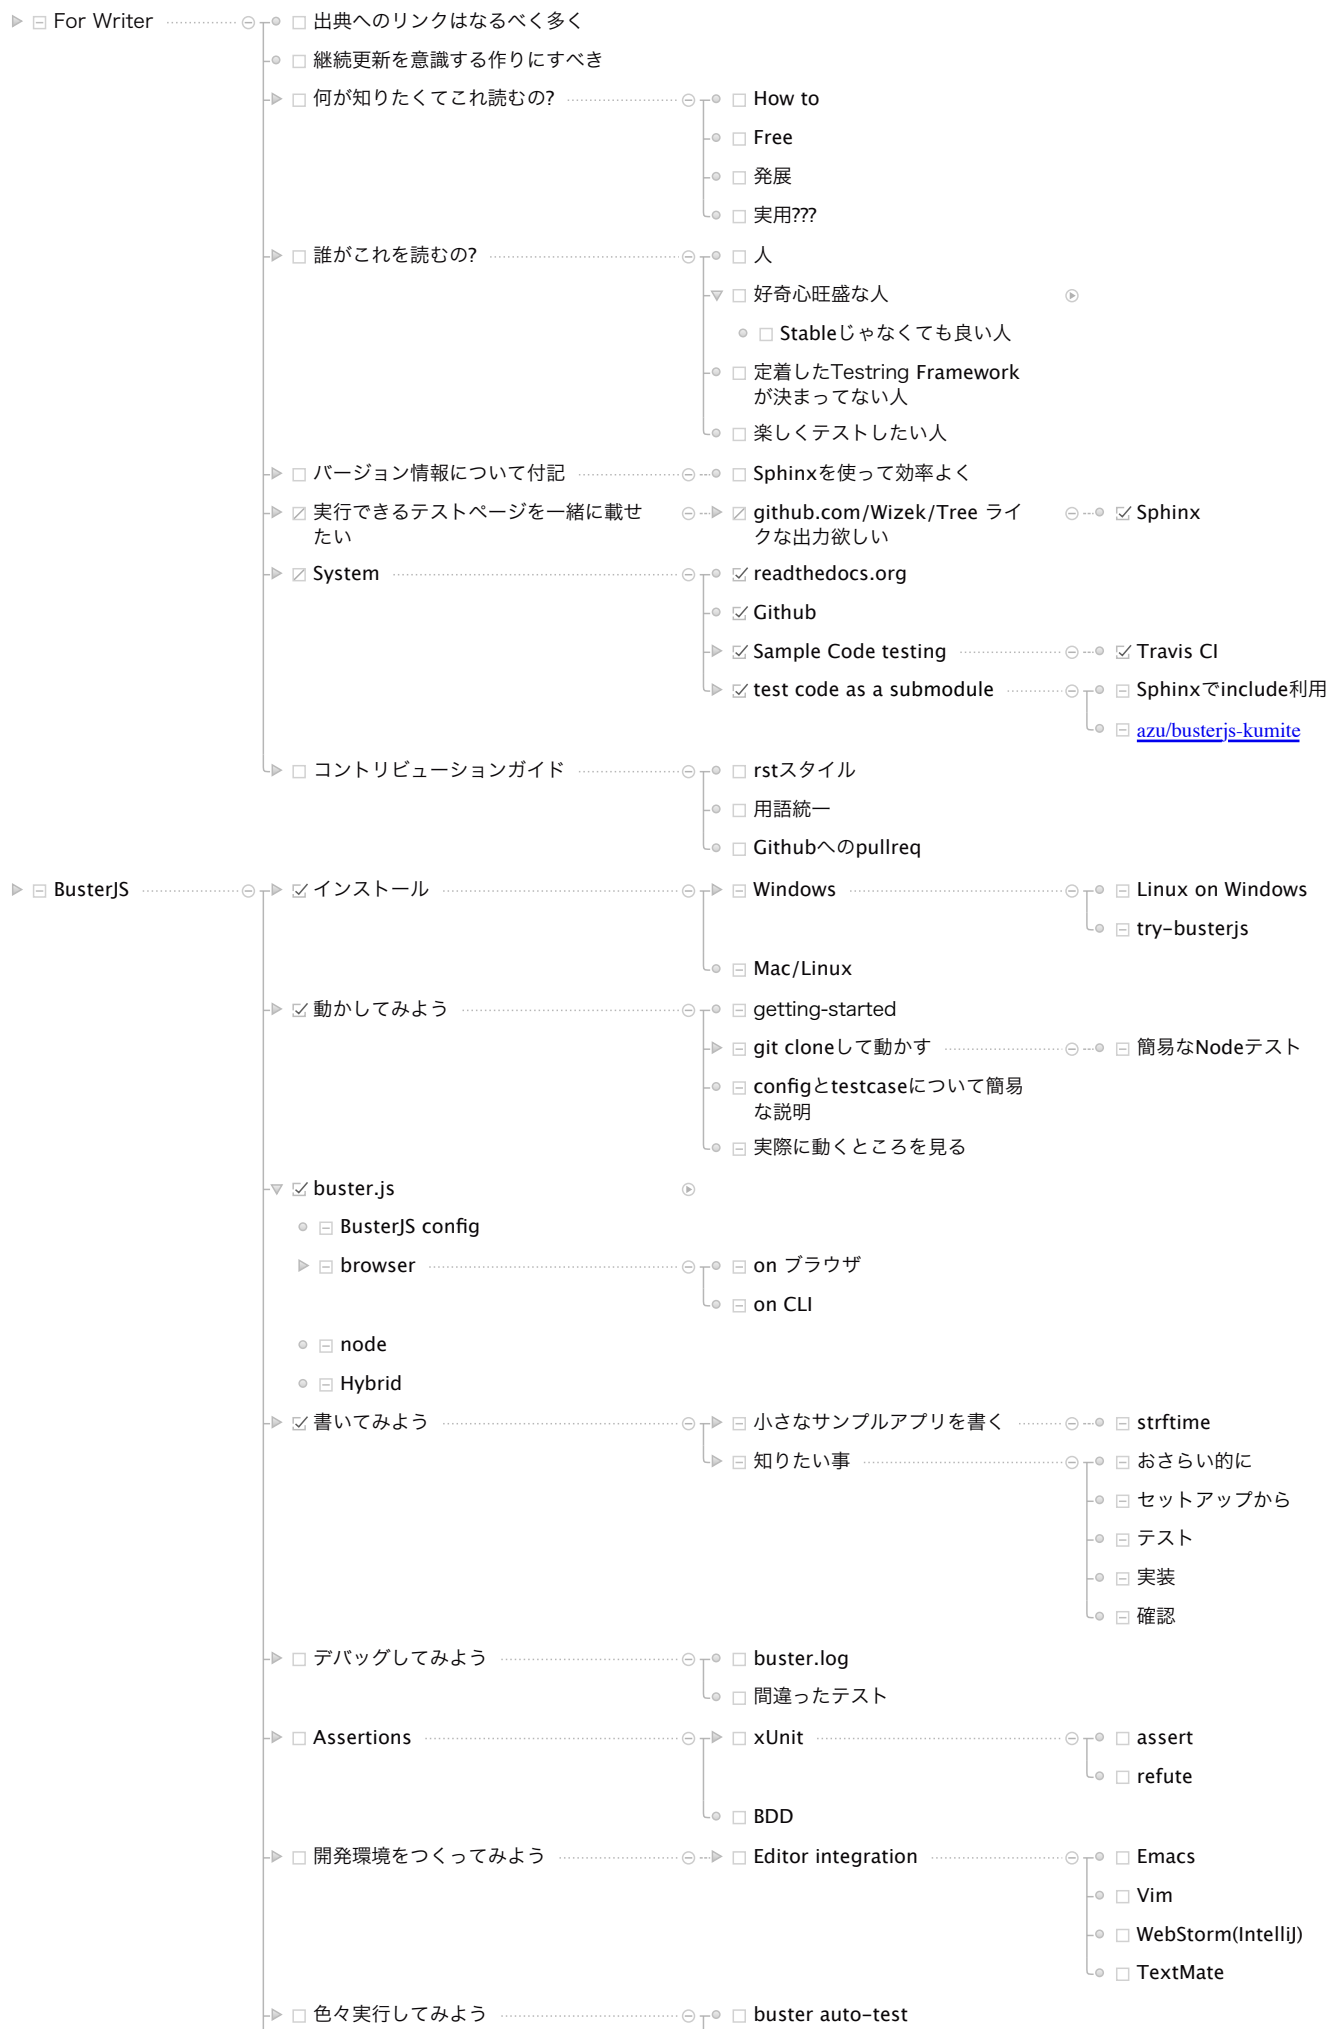 For Writer
出典へのリンクはなるべく多く
継続更新を意識する作りにすべき
何が知りたくてこれ読むの?
How to
Free
発展
実用???
誰がこれを読むの?
人
好奇心旺盛な人
Stableじゃなくても良い人
定着したTestring Framework
が決まってない人
楽しくテストしたい人
バージョン情報について付記
Sphinxを使って効率よく
実行できるテストページを一緒に載せ
たい
github.com/Wizek/Tree ライ
クな出力欲しい
Sphinx
System
readthedocs.org
Github
Sample Code testing
Travis CI
test code as a submodule
Sphinxでinclude利用
azu/busterjs-kumite
コントリビューションガイド
rstスタイル
用語統一
Githubへのpullreq
BusterJS
インストール
Windows
Linux on Windows
try-busterjs
Mac/Linux
動かしてみよう
getting-started
git cloneして動かす
簡易なNodeテスト
configとtestcaseについて簡易
な説明
実際に動くところを見る
buster.js
BusterJS config
browser
on ブラウザ
on CLI
node
Hybrid
書いてみよう
小さなサンプルアプリを書く
strftime
知りたい事
おさらい的に
セットアップから
テスト
実装
確認
デバッグしてみよう
buster.log
間違ったテスト
Assertions
xUnit
assert
refute
BDD
開発環境をつくってみよう
Editor integration
Emacs
Vim
WebStorm(IntelliJ)
TextMate
色々実行してみよう
buster auto-test